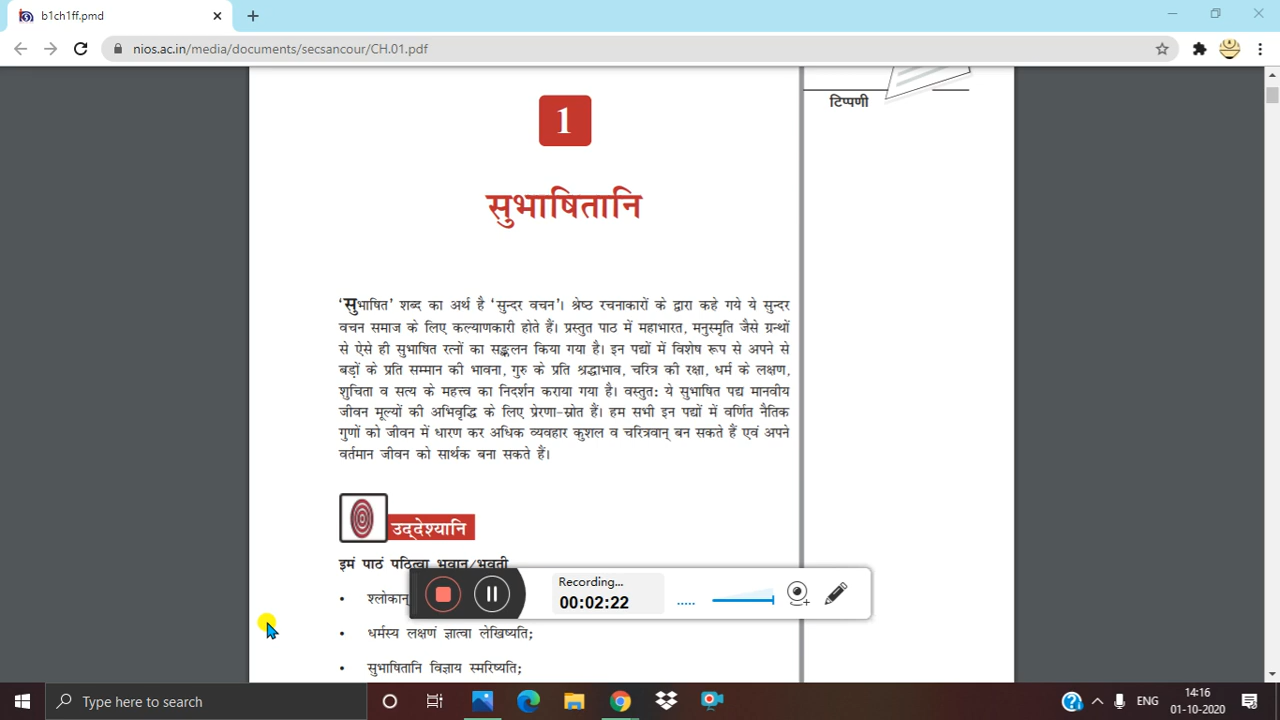 b1ch1ff.pmd
nios.ac.in/media/documents/secsancour/CH.01.pdf
टिप्पणी
1
सुभाषितानि
‘सुभाषित’ शब्द का अर्थ है ‘सुन्दर वचन’। श्रेष्ठ रचनाकारों के द्वारा कहे गये ये सुन्दर
वचन समाज के लिए कल्याणकारी होते हैं। प्रस्तुत पाठ में महाभारत, मनुस्मृति जैसे ग्रन्थों
से ऐसे ही सुभाषित रत्नों का सङ्कलन किया गया है। इन पद्यों में विशेष रूप से अपने से
बड़ों के प्रति सम्मान की भावना, गुरु के प्रति श्रद्धाभाव, चरित्र की रक्षा, धर्म के लक्षण,
शुचिता व सत्य के महत्त्व का निदर्शन कराया गया है। वस्तुत: ये सुभाषित पद्य मानवीय
जीवन मूल्यों की अभिवृद्धि के लिए प्रेरणा-स्रोत हैं। हम सभी इन पद्यों में वर्णित नैतिक
गुणों को जीवन में धारण कर अधिक व्यवहार कुशल व चरित्रवान् बन सकते हैं एवं अपने
वर्तमान जीवन को सार्थक बना सकते हैं।
उद्देश्यानि
इमं पाठं पठित्वा भवान्/भवती
• श्लोकान्
Recording...
00:02:22
• धर्मस्य लक्षणं ज्ञात्वा लेखिष्यति;
• सुभाषितानि विज्ञाय स्मरिष्यति;
Type here to search
ENG
14:16
01-10-2020